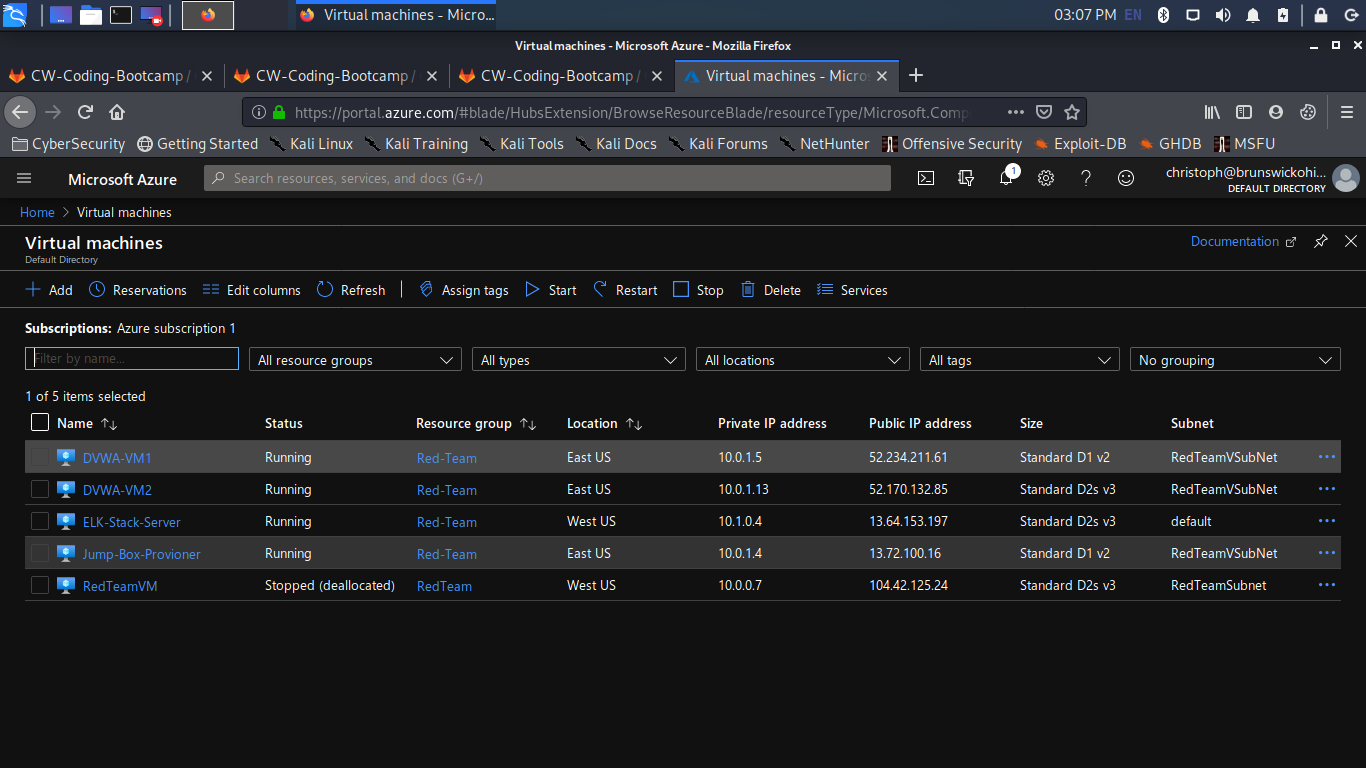 Virtual machines - Micro... 03:07 PM EN
Virtual machines - Microsoft Azure - Mozilla Firefox
CW-Coding-Bootcamp / CW-Coding-Bootcamp / CW-Coding-Bootcamp / Virtual machines - Micros
https://portal.azure.com/#blade/HubsExtension/BrowseResourceBlade/resourceType/Microsoft.Comp
CyberSecurity Getting Started Kali Linux Kali Training Kali Tools Kali Docs Kali Forums NetHunter Offensive Security Exploit-DB GHDB MSFU
Microsoft Azure Search resources, services, and docs (G+/) 1 christoph@brunswickohi...
DEFAULT DIRECTORY
Home > Virtual machines
Virtual machines Documentation
Default Directory
Add Reservations Edit columns Refresh Assign tags Start Restart Stop Delete Services
Subscriptions: Azure subscription 1
Filter by name... All resource groups All types All locations All tags No grouping
1 of 5 items selected
Name Status Resource group Location Private IP address Public IP address Size Subnet
DVWA-VM1 Running Red-Team East US 10.0.1.5 52.234.211.61 Standard D1 v2 RedTeamVSubNet
DVWA-VM2 Running Red-Team East US 10.0.1.13 52.170.132.85 Standard D2s v3 RedTeamVSubNet
ELK-Stack-Server Running Red-Team West US 10.1.0.4 13.64.153.197 Standard D2s v3 default
Jump-Box-Provioner Running Red-Team East US 10.0.1.4 13.72.100.16 Standard D1 v2 RedTeamVSubNet
RedTeamVM Stopped (deallocated) RedTeam West US 10.0.0.7 104.42.125.24 Standard D2s v3 RedTeamSubnet